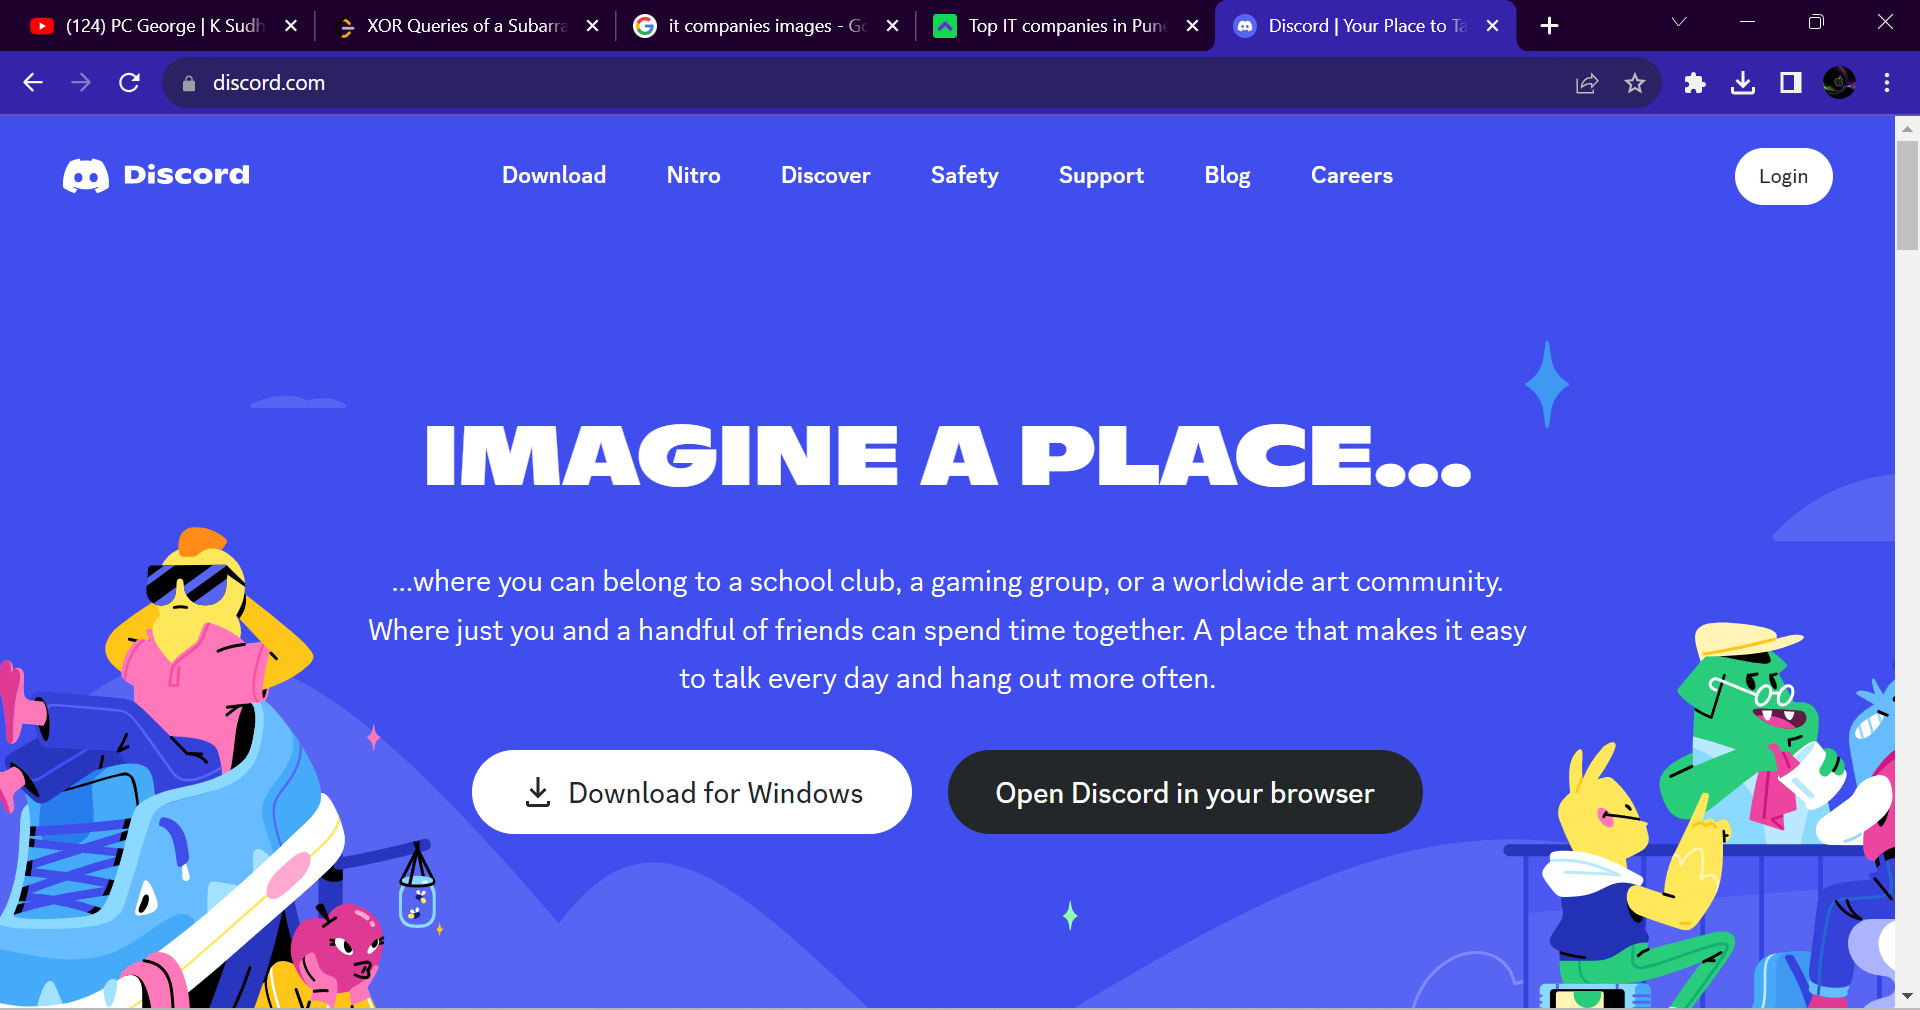 (124) PC George | K Sudh
XOR Queries of a Subarra
it companies images - Go
Top IT companies in Pune
Discord | Your Place to Ta
discord.com
Discord
Download
Nitro
Discover
Safety
Support
Blog
Careers
Login
IMAGINE A PLACE...
...where you can belong to a school club, a gaming group, or a worldwide art community.
Where just you and a handful of friends can spend time together. A place that makes it easy
to talk every day and hang out more often.
Download for Windows
Open Discord in your browser